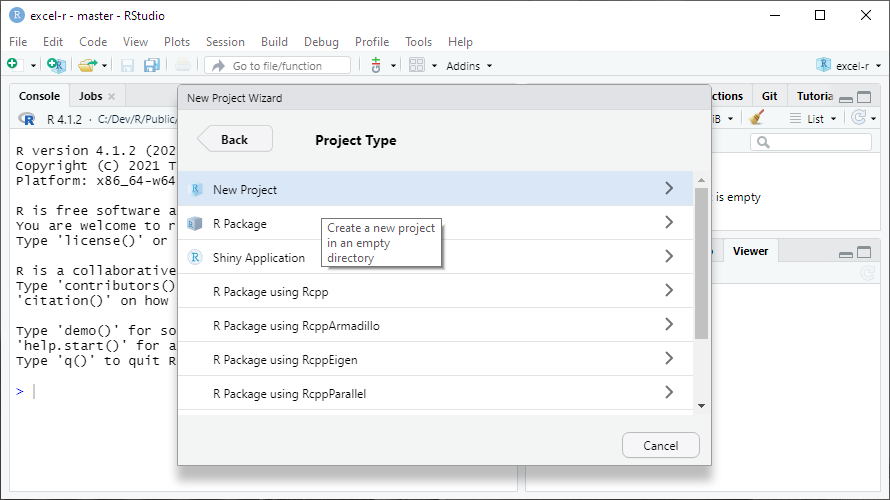 excel-r - master - RStudio
File Edit Code View Plots Session Build Debug Profile Tools Help
Go to file/function Addins excel-r
Console Jobs
R 4.1.2 · C:/Dev/R/Public/
R version 4.1.2 (202
Copyright (C) 2021 T
Platform: x86_64-w64
R is free software a
You are welcome to r
Type 'license()' or
R is a collaborative
Type 'contributors()
'citation()' on how
Type 'demo()' for so
'help.start()' for a
Type 'q()' to quit R
>
New Project Wizard
Back Project Type
New Project
R Package
Shiny Application
R Package using Rcpp
R Package using RcppArmadillo
R Package using RcppEigen
R Package using RcppParallel
Create a new project
in an empty
directory
Cancel
ctions Git Tutoria
iB List
is empty
Viewer